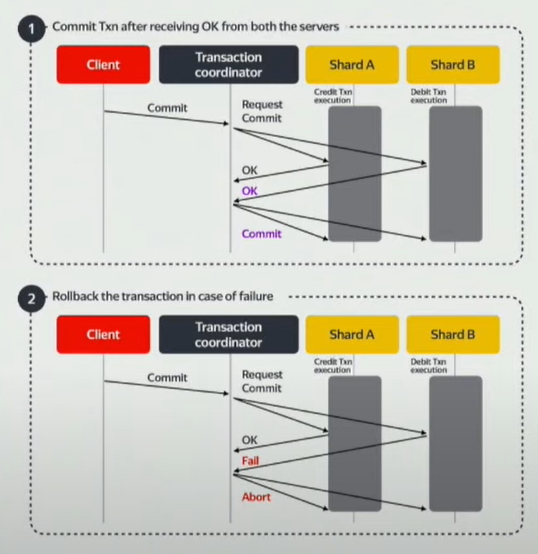 1 Commit Txn after receiving OK from both the servers
Client
Transaction
coordinator
Shard A
Shard B
Credit Txn
execution
Debit Txn
execution
Commit
Request
Commit
OK
OK
Commit
2 Rollback the transaction in case of failure
Client
Transaction
coordinator
Shard A
Shard B
Credit Txn
execution
Debit Txn
execution
Commit
Request
Commit
OK
Fail
Abort